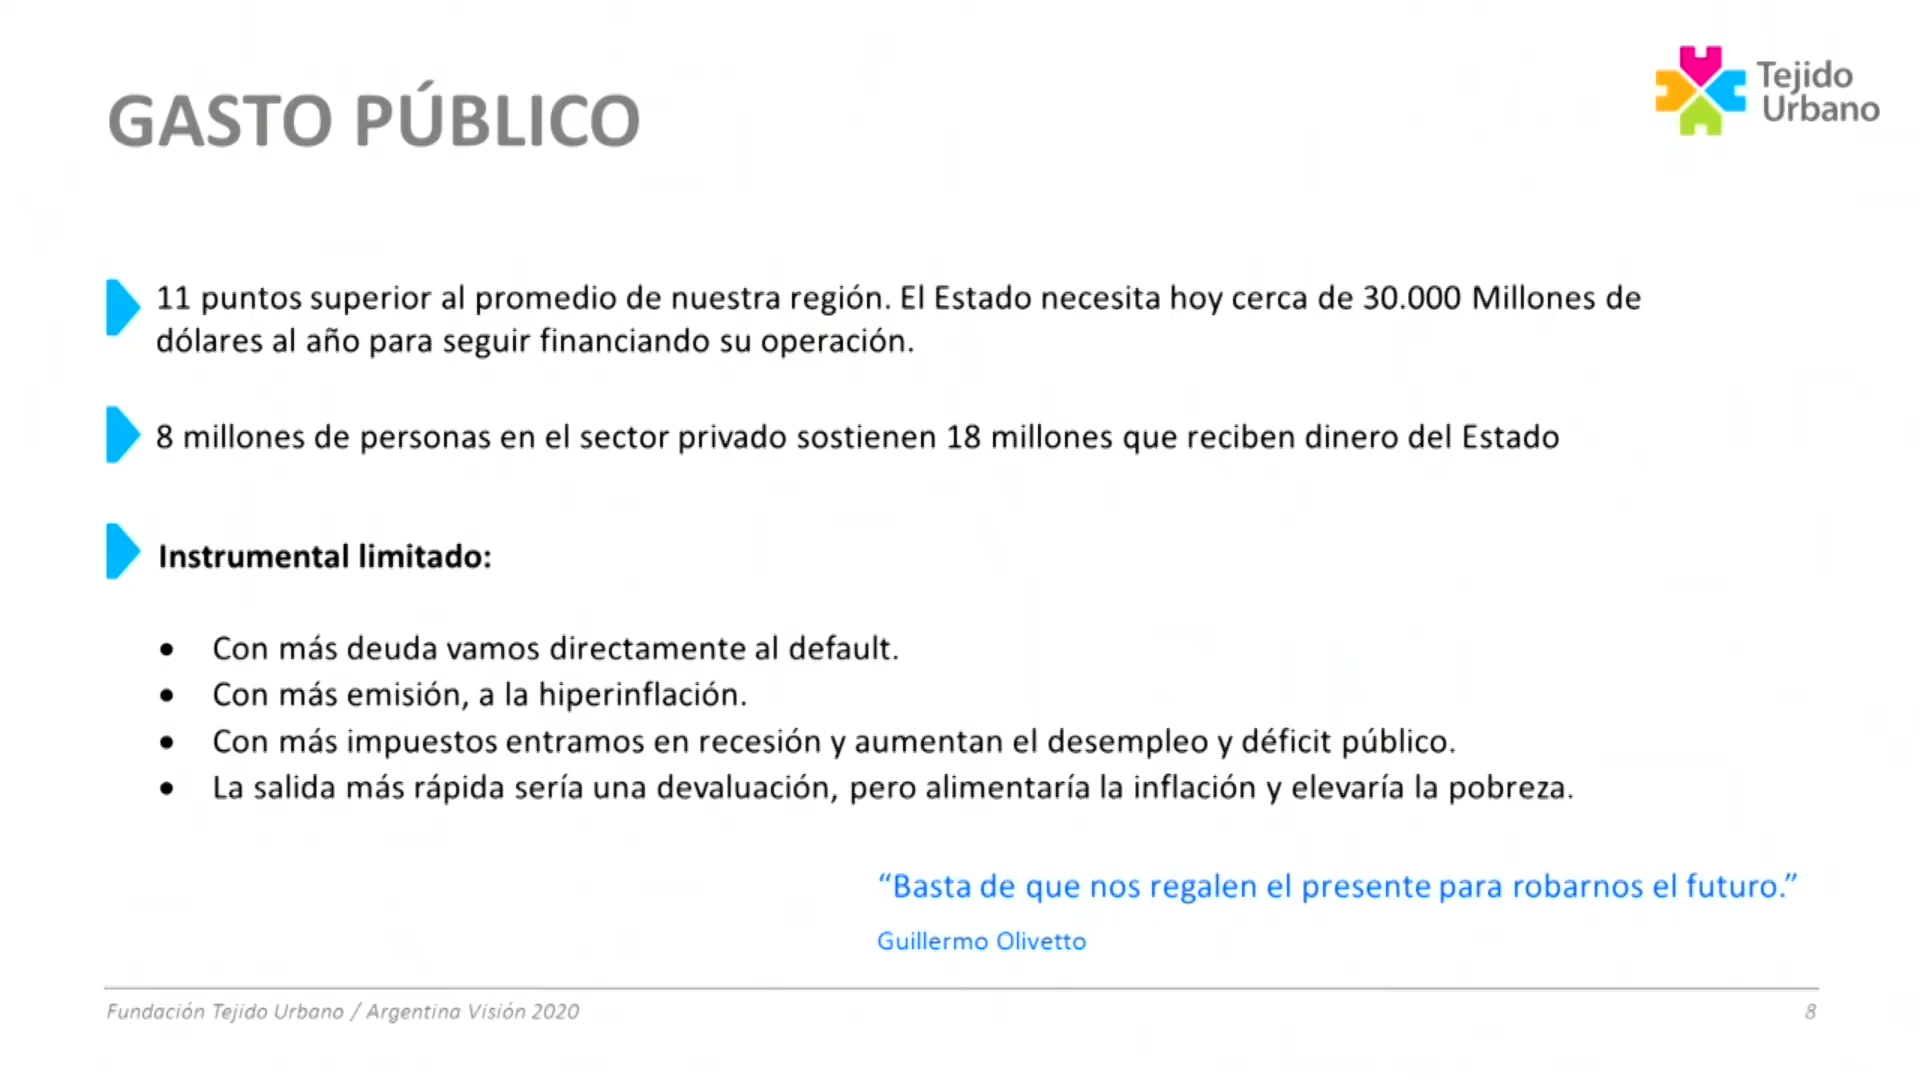 GASTO PÚBLICO
Tejido
Urbano
11 puntos superior al promedio de nuestra región. El Estado necesita hoy cerca de 30.000 Millones de
dólares al año para seguir financiando su operación.
8 millones de personas en el sector privado sostienen 18 millones que reciben dinero del Estado
Instrumental limitado:
• Con más deuda vamos directamente al default.
• Con más emisión, a la hiperinflación.
• Con más impuestos entramos en recesión y aumentan el desempleo y déficit público.
• La salida más rápida sería una devaluación, pero alimentaría la inflación y elevaría la pobreza.
“Basta de que nos regalen el presente para robarnos el futuro.”
Guillermo Olivetto
Fundación Tejido Urbano / Argentina Visión 2020
8